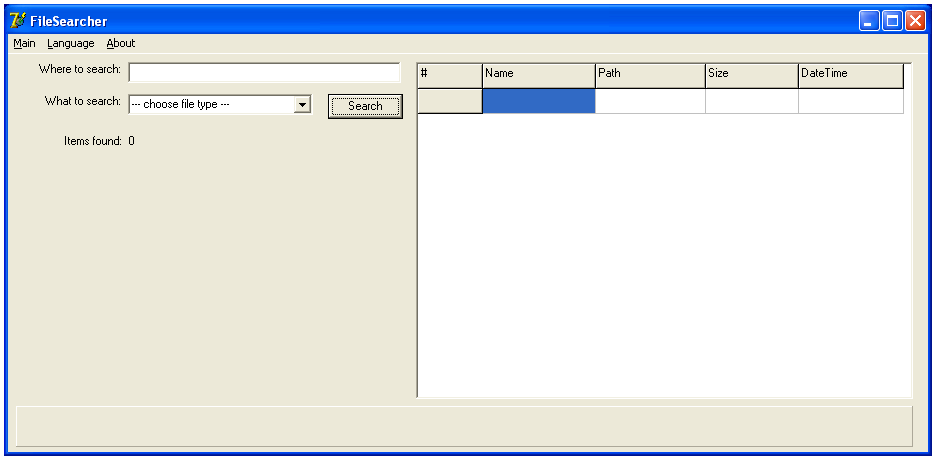 FileSearcher
Main Language About
Where to search:
What to search: --- choose file type --- Search
Items found: 0
# Name Path Size DateTime